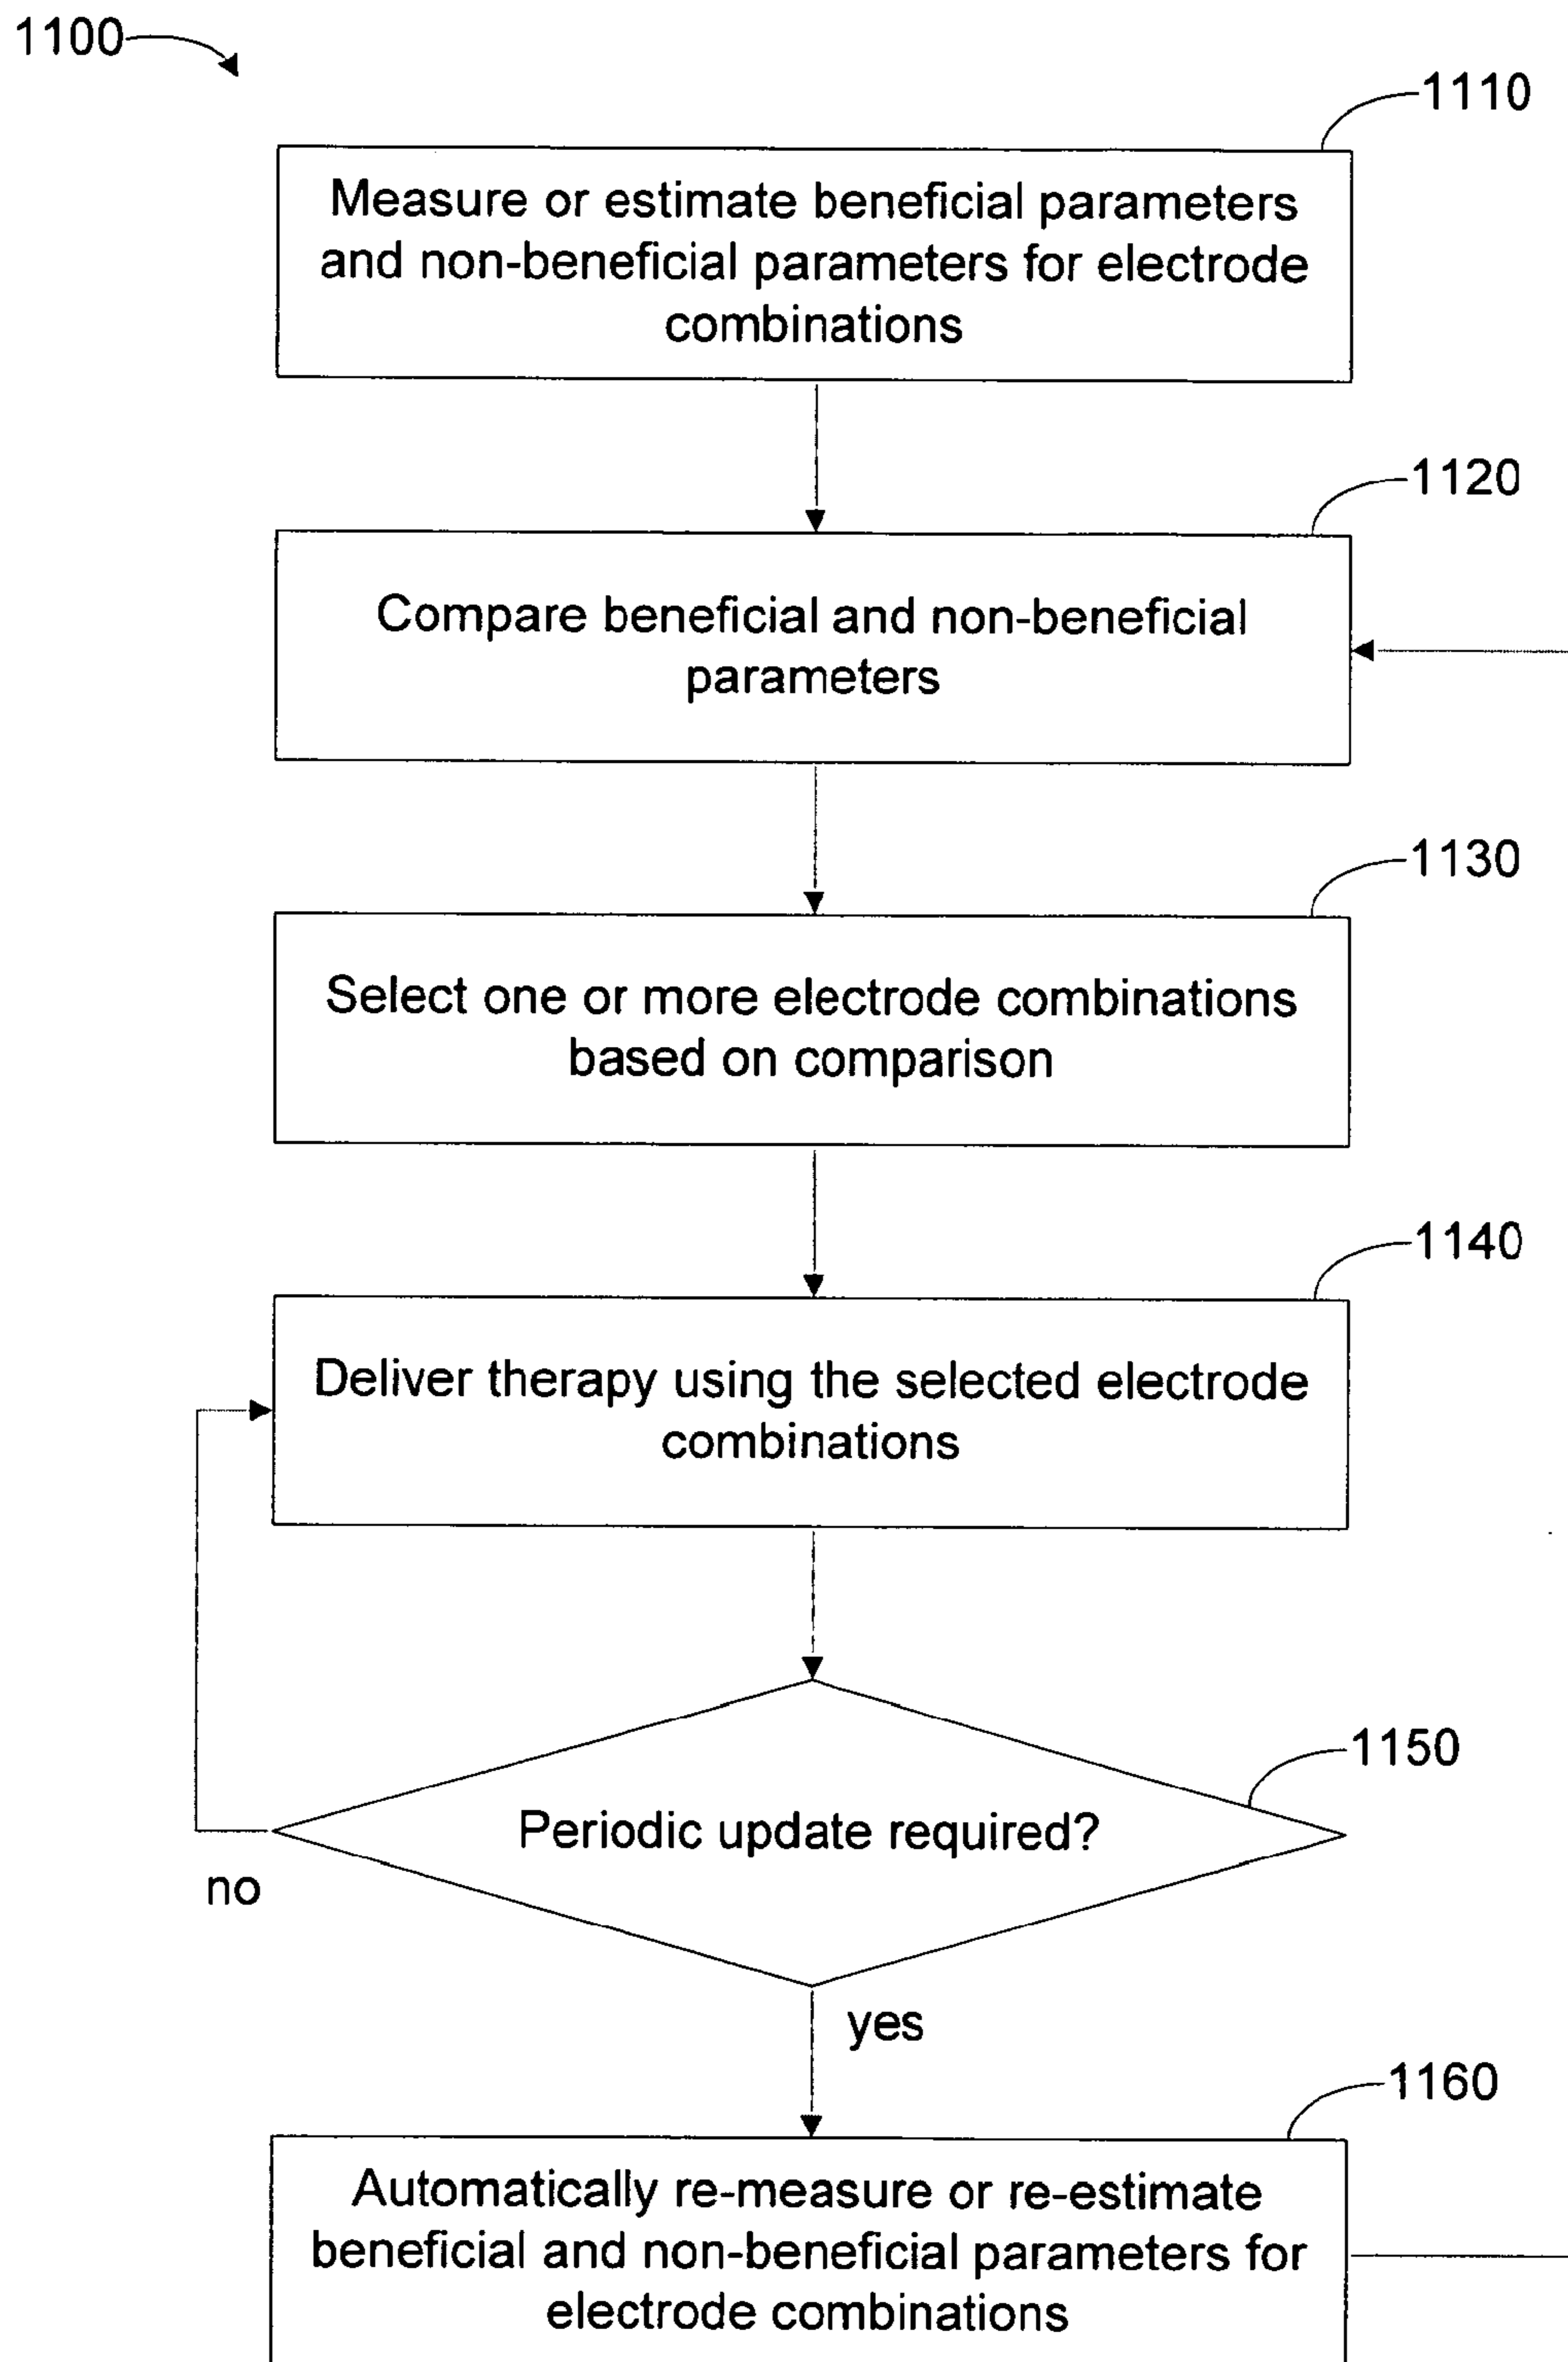 1100
1110
Measure or estimate beneficial parameters
and non-beneficial parameters for electrode
combinations
1120
Compare beneficial and non-beneficial
parameters
1130
Select one or more electrode combinations
based on comparison
1140
Deliver therapy using the selected electrode
combinations
1150
Periodic update required?
no
yes
1160
Automatically re-measure or re-estimate
beneficial and non-beneficial parameters for
electrode combinations